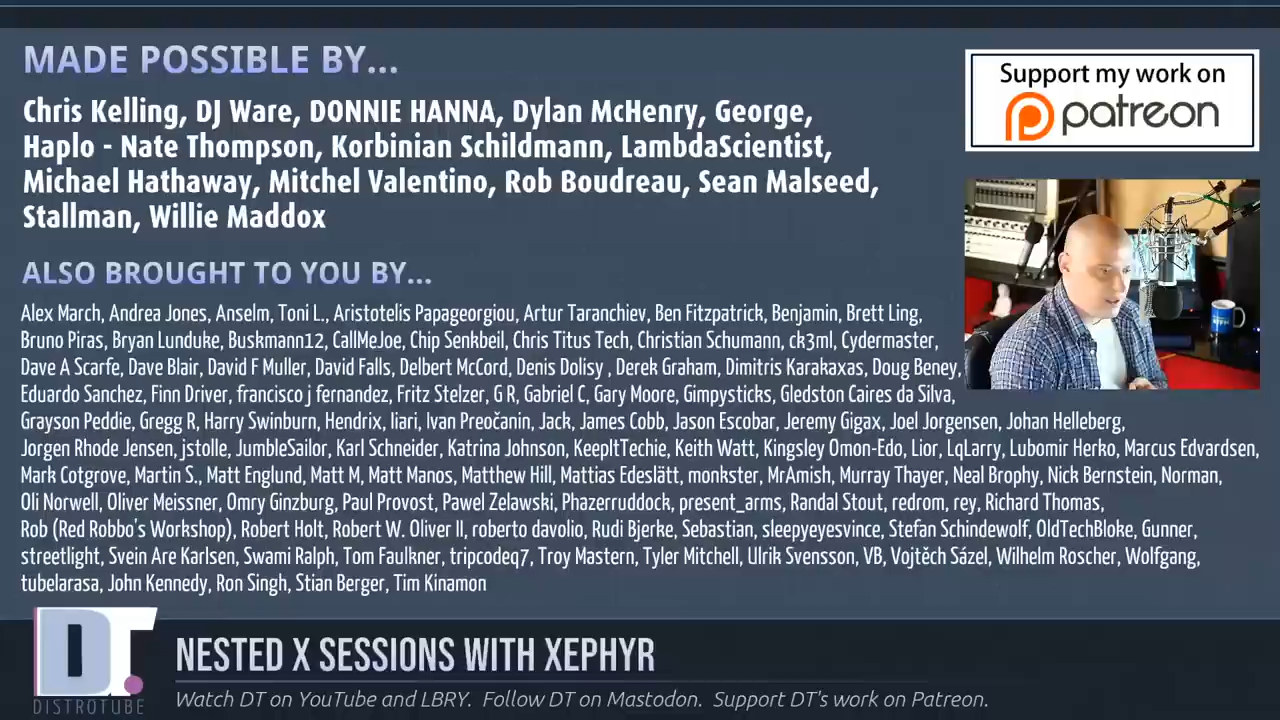 MADE POSSIBLE BY...
Chris Kelling, DJ Ware, DONNIE HANNA, Dylan McHenry, George,
Haplo - Nate Thompson, Korbinian Schildmann, LambdaScientist,
Michael Hathaway, Mitchel Valentino, Rob Boudreau, Sean Malseed,
Stallman, Willie Maddox
Support my work on
patreon
ALSO BROUGHT TO YOU BY...
Alex March, Andrea Jones, Anselm, Toni L., Aristotelis Papageorgiou, Artur Taranchiev, Ben Fitzpatrick, Benjamin, Brett Ling,
Bruno Piras, Bryan Lunduke, Buskmann12, CallMeJoe, Chip Senkbeil, Chris Titus Tech, Christian Schumann, ck3ml, Cydermaster,
Dave A Scarfe, Dave Blair, David F Muller, David Falls, Delbert McCord, Denis Dolisy , Derek Graham, Dimitris Karakaxas, Doug Beney,
Eduardo Sanchez, Finn Driver, francisco j fernandez, Fritz Stelzer, G R, Gabriel C, Gary Moore, Gimpysticks, Gledston Caires da Silva,
Grayson Peddie, Gregg R, Harry Swinburn, Hendrix, Iiari, Ivan Preočanin, Jack, James Cobb, Jason Escobar, Jeremy Gigax, Joel Jorgensen, Johan Helleberg,
Jorgen Rhode Jensen, jstolle, JumbleSailor, Karl Schneider, Katrina Johnson, KeepItTechie, Keith Watt, Kingsley Omon-Edo, Lior, LqLarry, Lubomir Herko, Marcus Edvardsen,
Mark Cotgrove, Martin S., Matt Englund, Matt M, Matt Manos, Matthew Hill, Mattias Edeslätt, monkster, MrAmish, Murray Thayer, Neal Brophy, Nick Bernstein, Norman,
Oli Norwell, Oliver Meissner, Omry Ginzburg, Paul Provost, Pawel Zelawski, Phazerruddock, present_arms, Randal Stout, redrom, rey, Richard Thomas,
Rob (Red Robbo's Workshop), Robert Holt, Robert W. Oliver II, roberto davolio, Rudi Bjerke, Sebastian, sleepyeyesvince, Stefan Schindewolf, OldTechBloke, Gunner,
streetlight, Svein Are Karlsen, Swami Ralph, Tom Faulkner, tripcodeq7, Troy Mastern, Tyler Mitchell, Ulrik Svensson, VB, Vojtěch Sázel, Wilhelm Roscher, Wolfgang,
tubelarasa, John Kennedy, Ron Singh, Stian Berger, Tim Kinamon
DT
DISTROTUBE
NESTED X SESSIONS WITH XEPHYR
Watch DT on YouTube and LBRY. Follow DT on Mastodon. Support DT's work on Patreon.